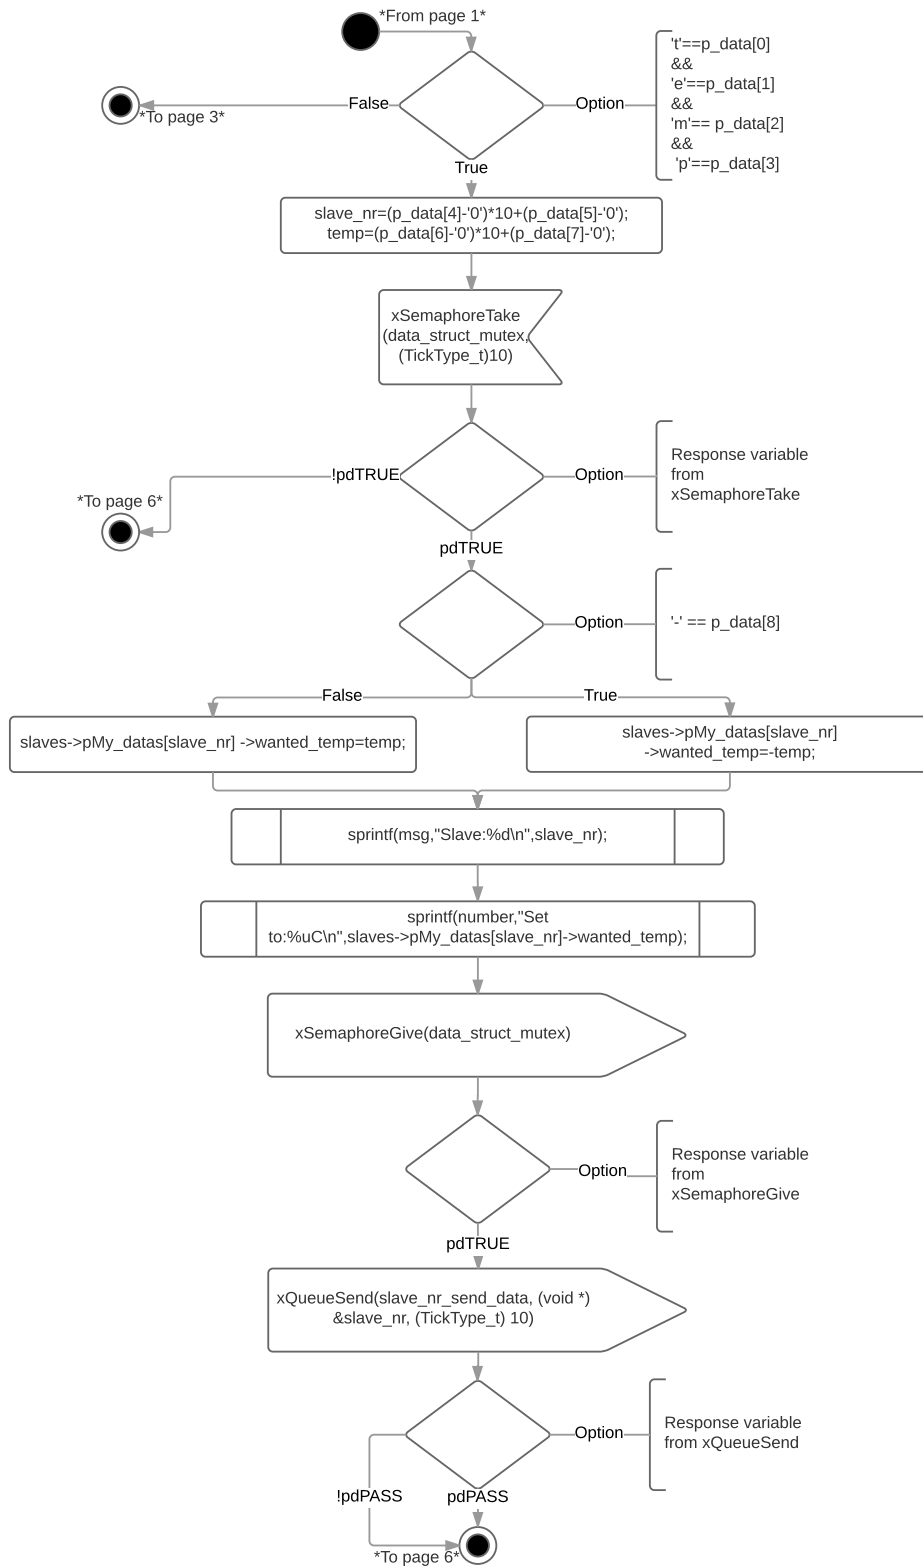 *From page 1*
't'==p_data[0]
&&
'e'==p_data[1]
&&
'm'== p_data[2]
&&
'p'==p_data[3]
False
Option
*To page 3*
True
slave_nr=(p_data[4]-'0')*10+(p_data[5]-'0');
temp=(p_data[6]-'0')*10+(p_data[7]-'0');
xSemaphoreTake
(data_struct_mutex,
(TickType_t)10)
!pdTRUE
Option
Response variable
from
xSemaphoreTake
*To page 6*
pdTRUE
Option
'-' == p_data[8]
False
True
slaves->pMy_datas[slave_nr] ->wanted_temp=temp;
slaves->pMy_datas[slave_nr]
->wanted_temp=-temp;
sprintf(msg,"Slave:%d\n",slave_nr);
sprintf(number,"Set
to:%uC\n",slaves->pMy_datas[slave_nr]->wanted_temp);
xSemaphoreGive(data_struct_mutex)
Option
Response variable
from
xSemaphoreGive
pdTRUE
xQueueSend(slave_nr_send_data, (void *)
&slave_nr, (TickType_t) 10)
Option
Response variable
from xQueueSend
!pdPASS
pdPASS
*To page 6*